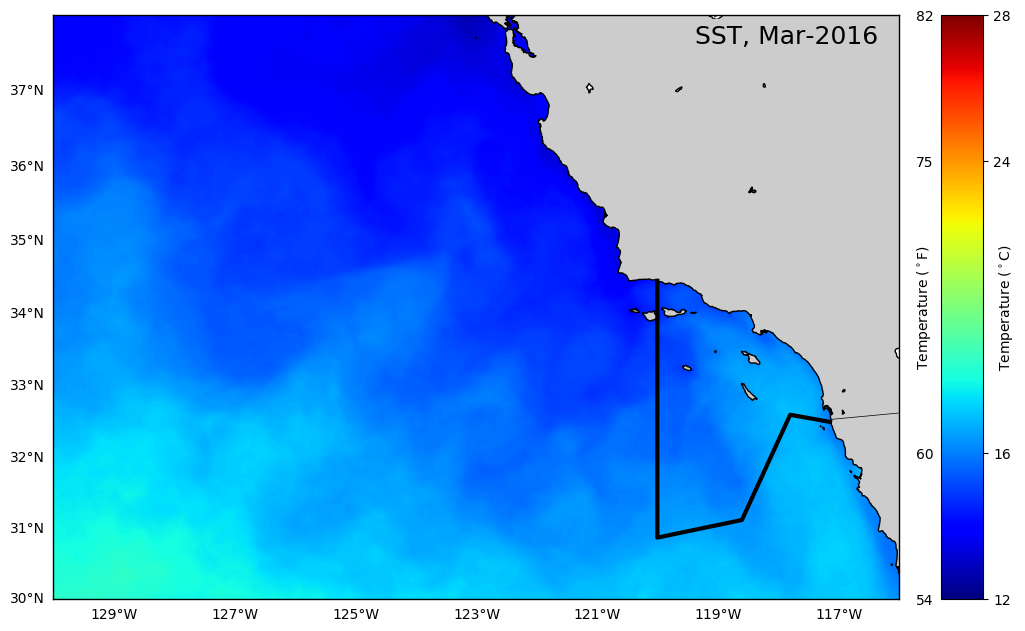 SST, Mar-2016
37°N
36°N
35°N
34°N
33°N
32°N
31°N
30°N
129°W
127°W
125°W
123°W
121°W
119°W
117°W
82
75
60
54
Temperature (°F)
28
24
16
12
Temperature (°C)